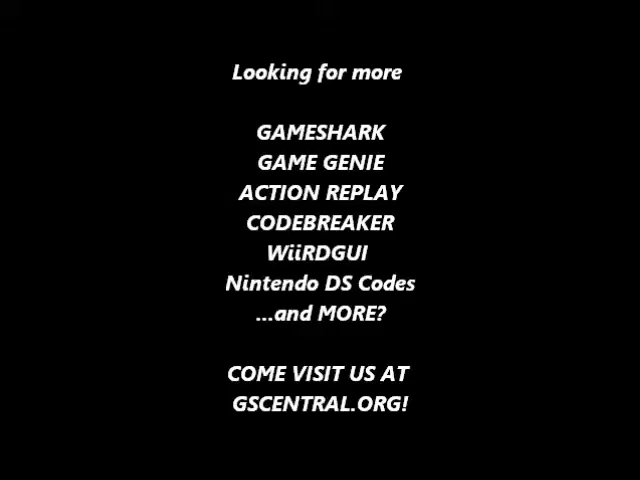 Looking for more
GAMESHARK
GAME GENIE
ACTION REPLAY
CODEBREAKER
WiiRDGUI
Nintendo DS Codes
...and MORE?
COME VISIT US AT
GSCENTRAL.ORG!